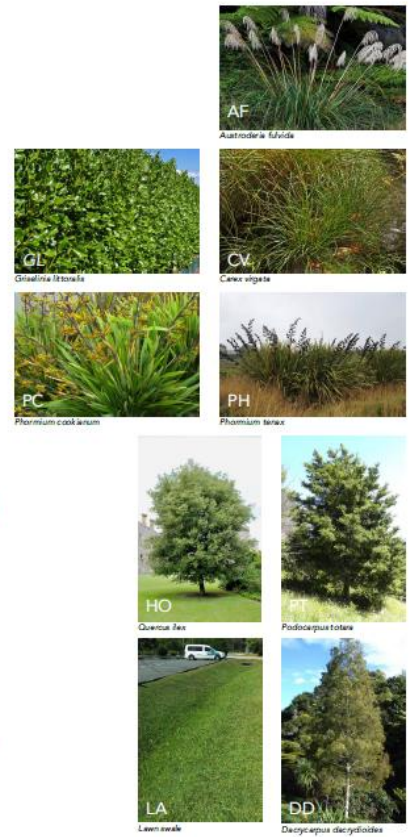 AF
Austroderia fulvida
GL
Griselinia littoralis
CV
Carex virgata
PC
Phormium cookianum
PH
Phormium tenax
HO
Quercus ilex
PT
Podocarpus totara
LA
Lawn swale
DD
Dacrycarpus dacrydioides